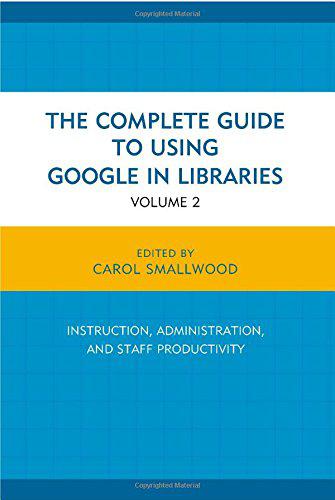 THE COMPLETE GUIDE
TO USING
GOOGLE IN LIBRARIES
VOLUME 2
EDITED BY
CAROL SMALLWOOD
INSTRUCTION, ADMINISTRATION,
AND STAFF PRODUCTIVITY